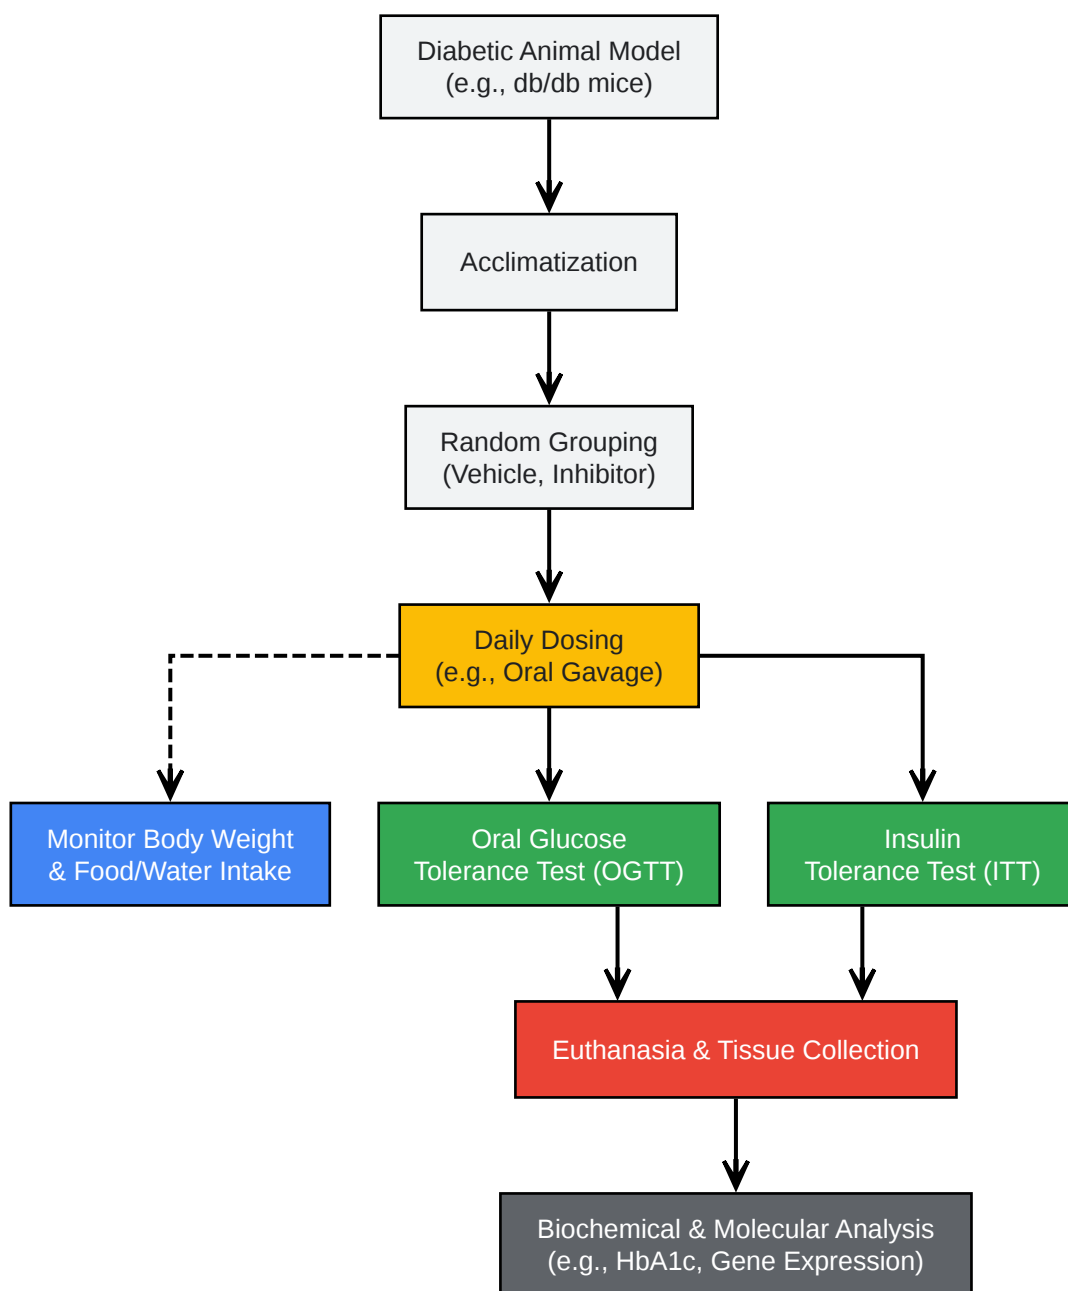 Diabetic Animal Model
(e.g., db/db mice)
Acclimatization
Random Grouping
(Vehicle, Inhibitor)
Daily Dosing
(e.g., Oral Gavage)
Monitor Body Weight
& Food/Water Intake
Oral Glucose
Tolerance Test (OGTT)
Insulin
Tolerance Test (ITT)
Euthanasia & Tissue Collection
Biochemical & Molecular Analysis
(e.g., HbA1c, Gene Expression)